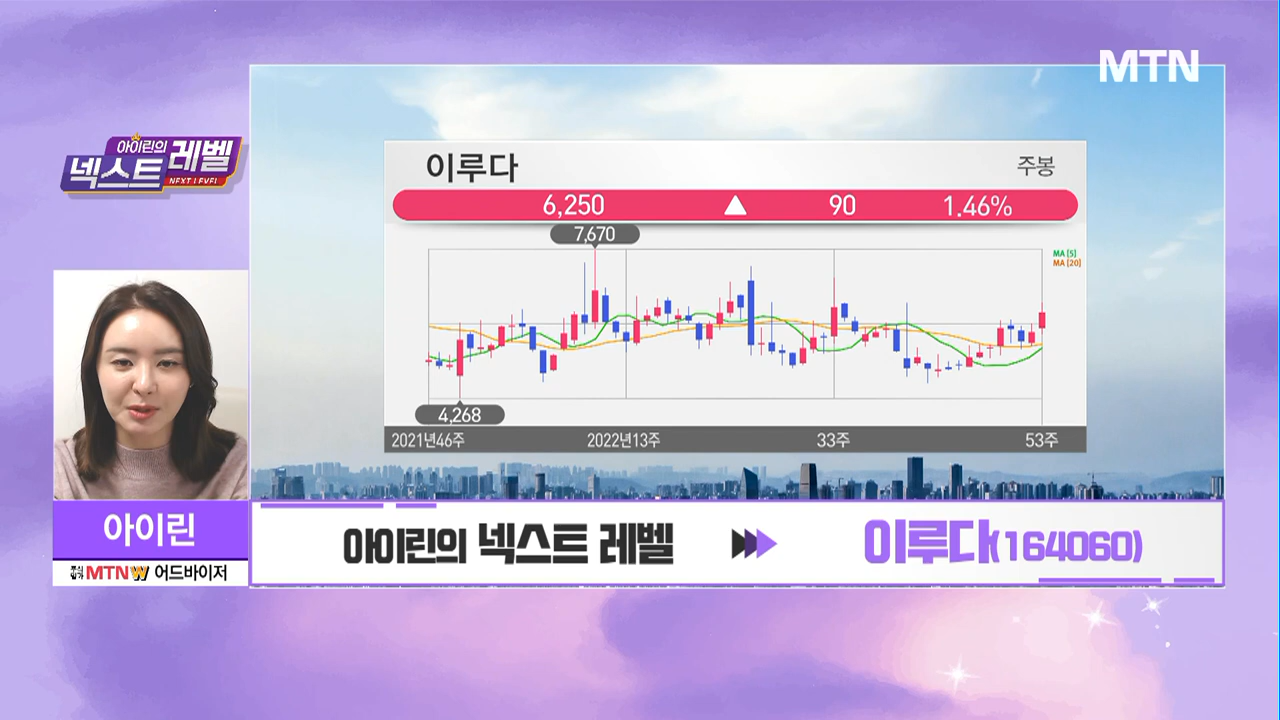 MTN
아이린의
넥스트 레벨
NEXT LEVEL
이루다
주봉
6,250 ▲ 90 1.46%
7,670
MA [5]
MA [20]
4,268
2021년46주 2022년13주 33주 53주
아이린
MTNW 어드바이저
아이린의 넥스트 레벨
이루다(164060)